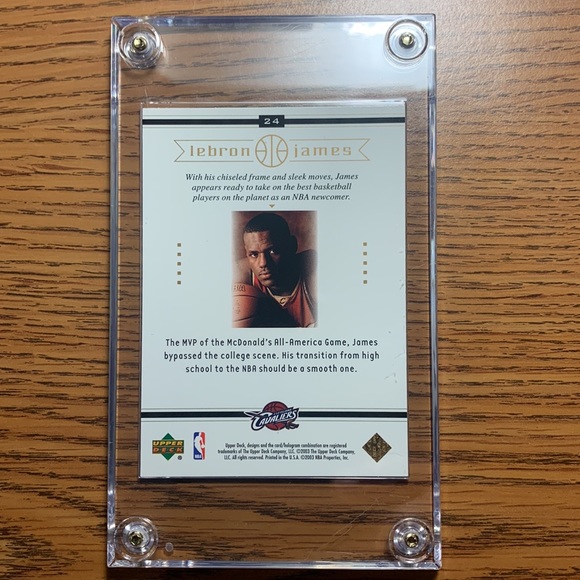 24
lebron james
With his chiseled frame and sleek moves, James
appears ready to take on the best basketball
players on the planet as an NBA newcomer.
The MVP of the McDonald's All-America Game, James
bypassed the college scene. His transition from high
school to the NBA should be a smooth one.
CAVALIERS
UPPER DECK
NBA
Upper Deck, designs and the card/hologram combination are registered
trademarks of The Upper Deck Company, LLC. ©2003 The Upper Deck Company,
LLC. All rights reserved. Printed in the U.S.A. ©2003 NBA Properties, Inc.